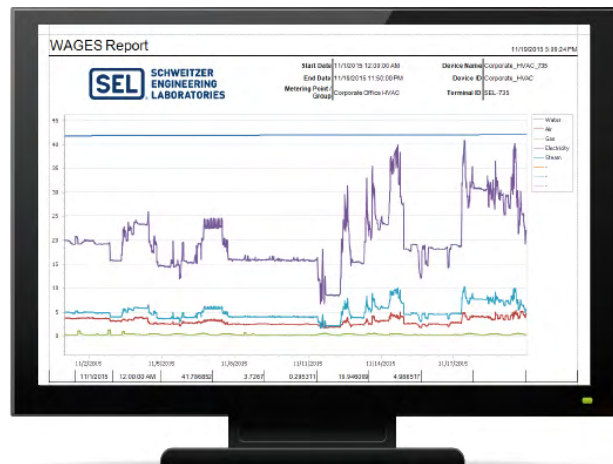 WAGES Report
11/19/2015 5:08:24 PM
Start Date 11/1/2015 12:00:00 AM Device Name Corporate_HVAC_735
End Date 11/18/2015 11:50:00 PM Device ID Corporate_HVAC
Metering Point / Group Corporate Office HVAC Terminal ID SEL-735
SEL SCHWEITZER
ENGINEERING
LABORATORIES
Water
Air
Gas
Electricity
Steam
45
40
35
30
25
20
15
10
5
0
11/2/2015 11/5/2015 11/8/2015 11/11/2015 11/14/2015 11/17/2015
11/1/2015 12:00:00 AM 41.786852 3.7267 0.295311 19.946009 4.988517